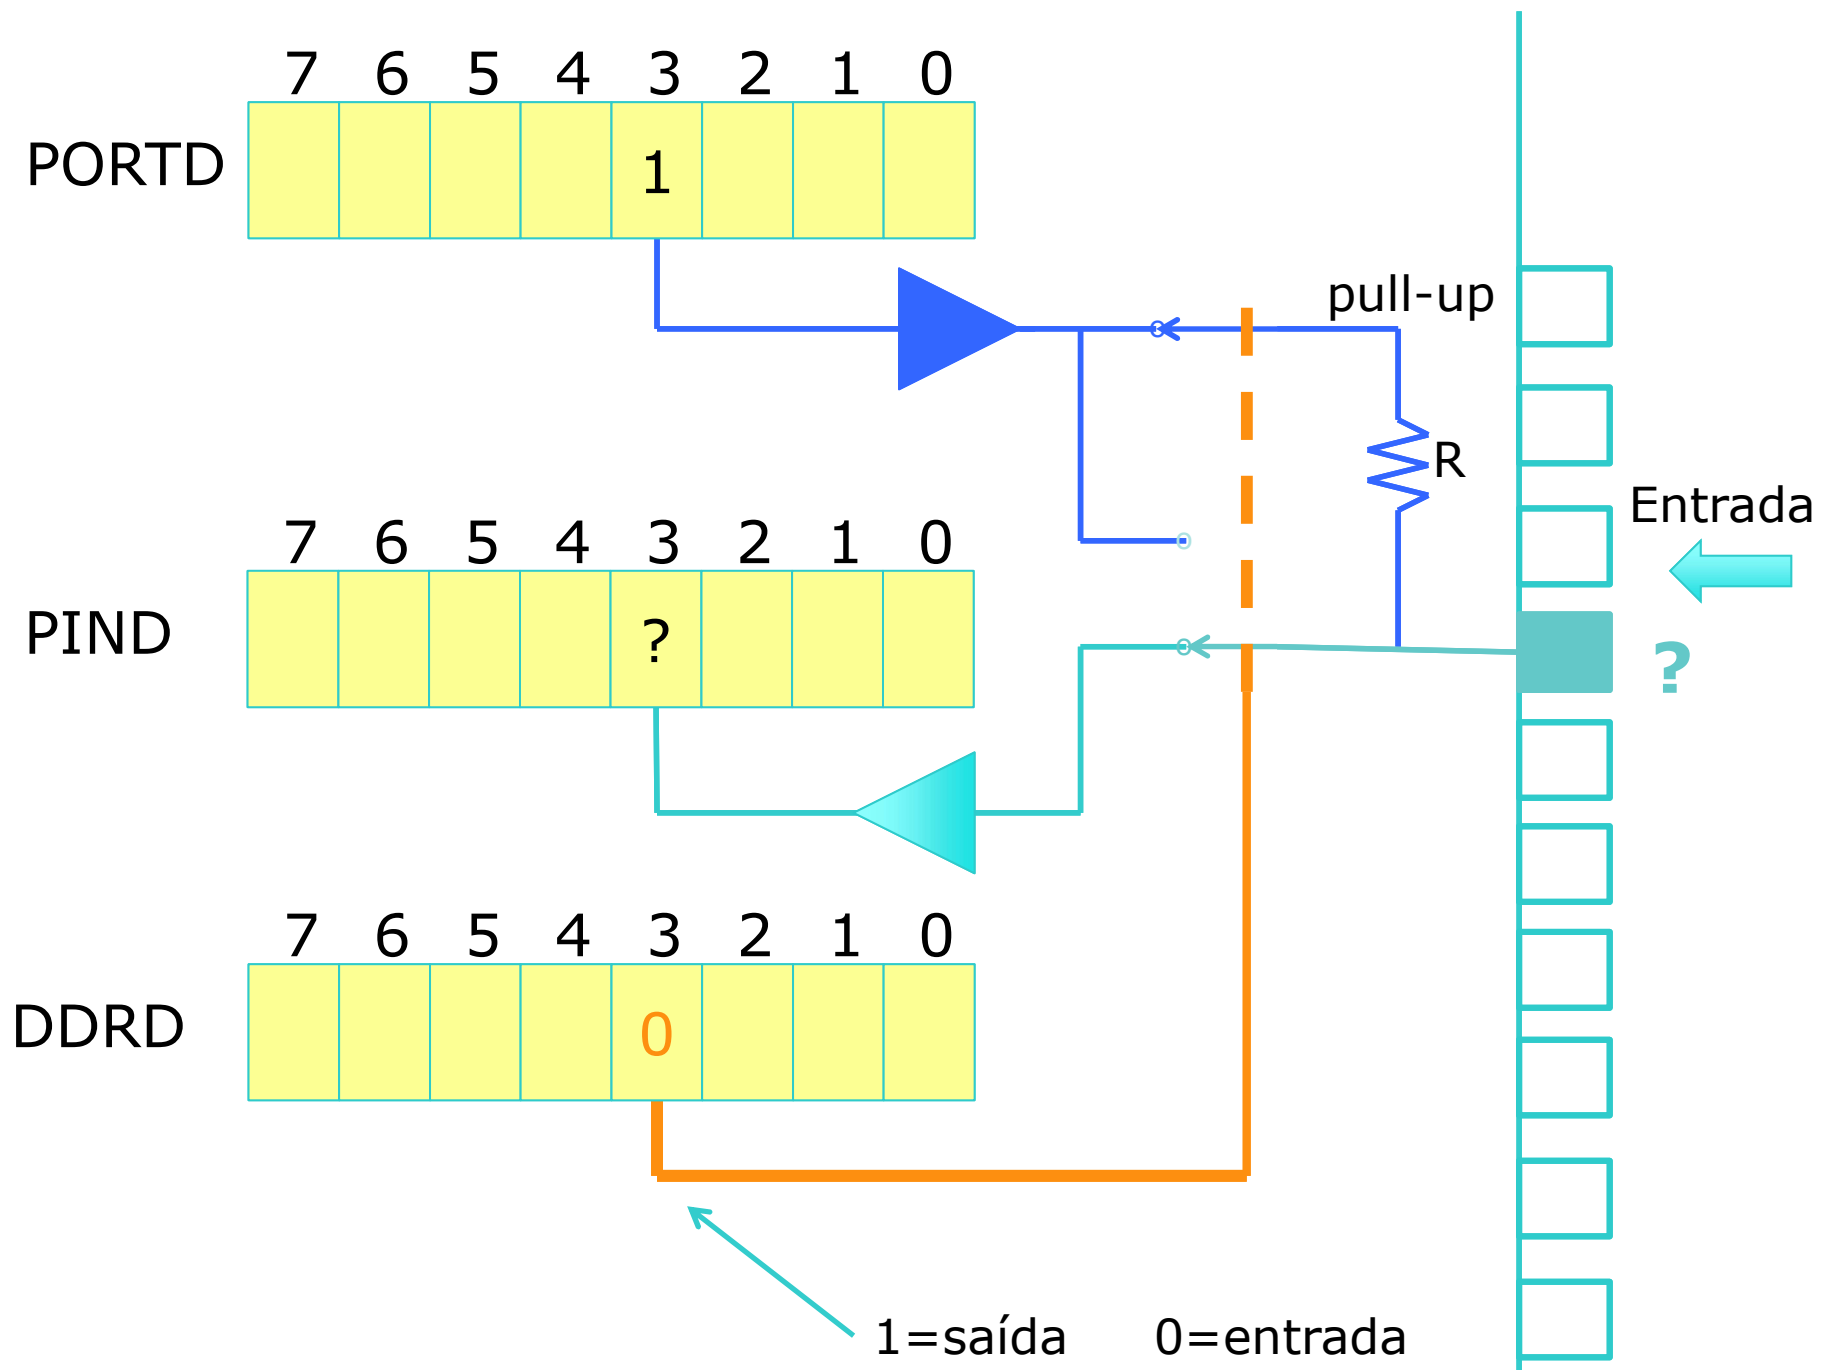 7 6 5 4 3 2 1 0
PORTD 1
pull-up
R
Entrada
7 6 5 4 3 2 1 0
PIND ?
?
7 6 5 4 3 2 1 0
DDRD 0
1=saída 0=entrada